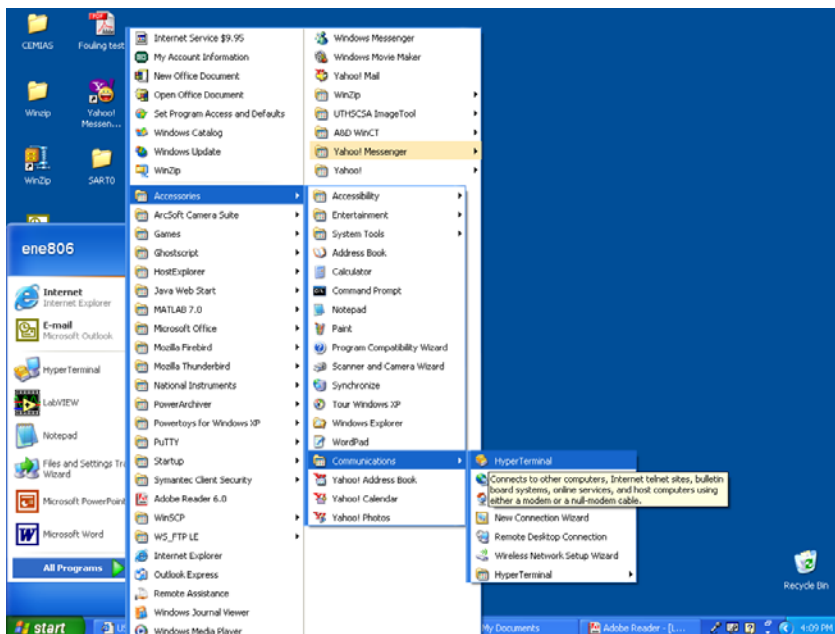 CEMIAS
Fouling test
Winzip
Yahoo! Messen...
WinZip
SARTO
ene806
Internet
Internet Explorer
E-mail
Microsoft Outlook
HyperTerminal
LabVIEW
Notepad
Files and Settings Tra
Wizard
Microsoft PowerPoint
Microsoft Word
All Programs
Internet Service $9.95
My Account Information
New Office Document
Open Office Document
Set Program Access and Defaults
Windows Catalog
Windows Update
WinZip
Accessories
ArcSoft Camera Suite
Games
Ghostscript
HostExplorer
Java Web Start
MATLAB 7.0
Microsoft Office
Mozilla Firebird
Mozilla Thunderbird
National Instruments
PowerArchiver
Powertoys for Windows XP
PuTTY
Startup
Symantec Client Security
Adobe Reader 6.0
WinSCP
WS_FTP LE
Internet Explorer
Outlook Express
Remote Assistance
Windows Journal Viewer
Windows Media Player
Windows Messenger
Windows Movie Maker
Yahoo! Mail
WinZip
UTHSCSA ImageTool
A&D WinCT
Yahoo! Messenger
Yahoo!
Accessibility
Entertainment
System Tools
Address Book
Calculator
Command Prompt
Notepad
Paint
Program Compatibility Wizard
Scanner and Camera Wizard
Synchronize
Tour Windows XP
Windows Explorer
WordPad
Communications
Yahoo! Address Book
Yahoo! Calendar
Yahoo! Photos
HyperTerminal
Connects to other computers, Internet telnet sites, bulletin
board systems, online services, and host computers using
either a modem or a null-modem cable.
New Connection Wizard
Remote Desktop Connection
Wireless Network Setup Wizard
HyperTerminal
Recycle Bin
start
US
My Documents
Adobe Reader - [L...
4:09 PM